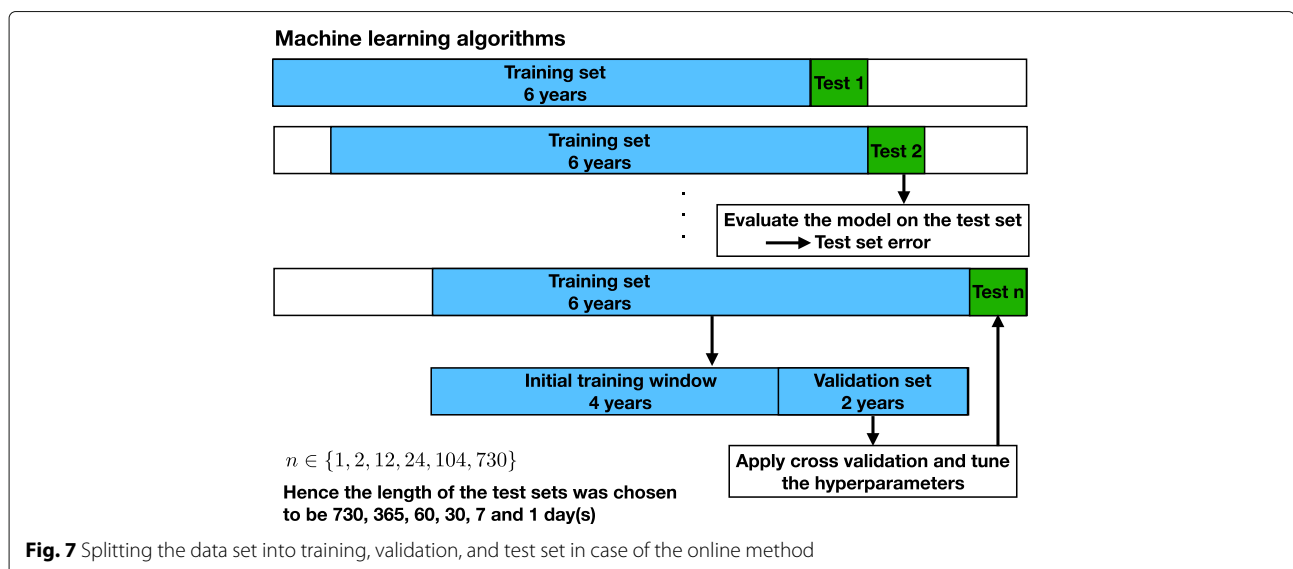 Machine learning algorithms
Training set
6 years
Test 1
Training set
6 years
Test 2
.
.
.
Evaluate the model on the test set
Test set error
Training set
6 years
Test n
Initial training window
4 years
Validation set
2 years
n ∈ {1, 2, 12, 24, 104, 730}
Hence the length of the test sets was chosen
to be 730, 365, 60, 30, 7 and 1 day(s)
Apply cross validation and tune
the hyperparameters
Fig. 7 Splitting the data set into training, validation, and test set in case of the online method